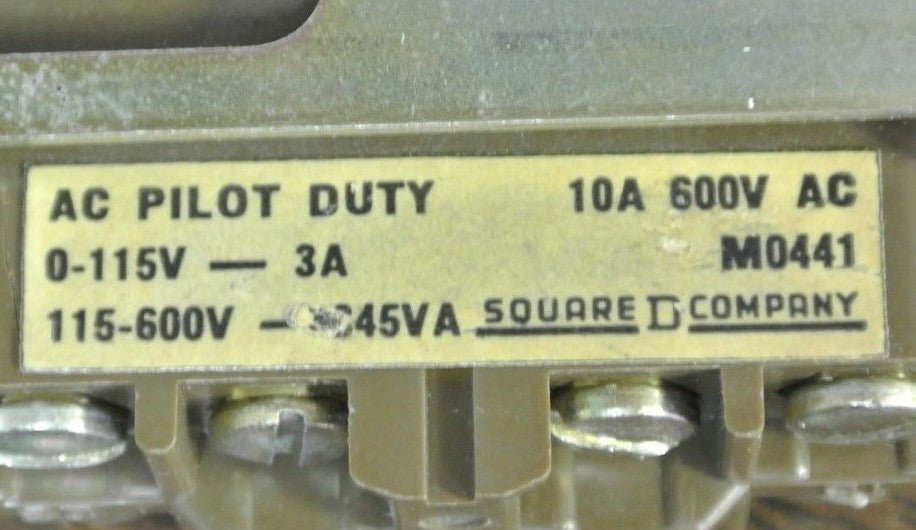 AC PILOT DUTY 10A 600V AC
0-115V — 3A M0441
115-600V — 345VA SQUARE D COMPANY